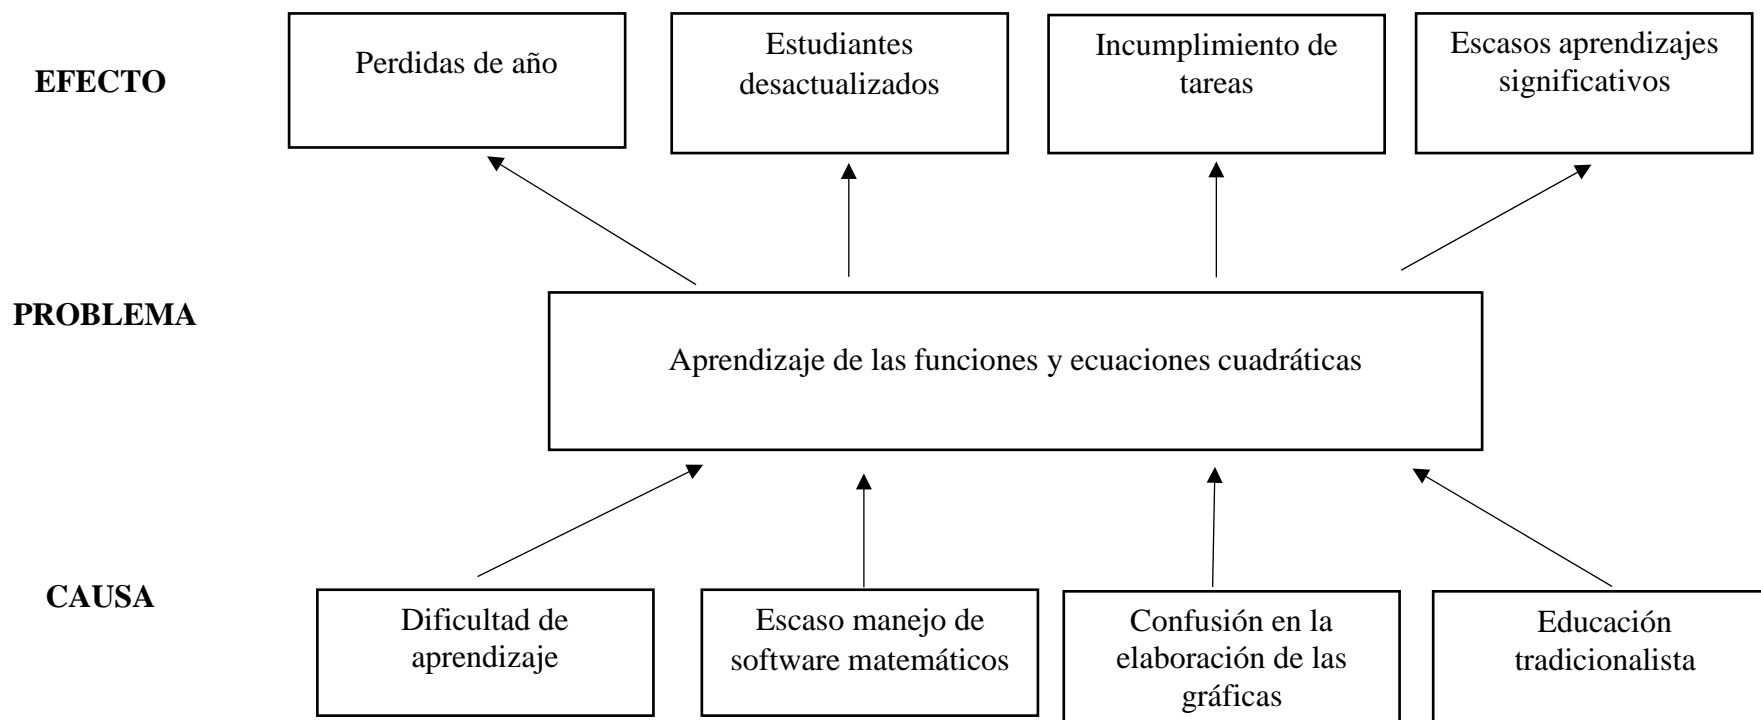 EFECTO
Perdidas de año
Estudiantes
desactualizados
Incumplimiento de
tareas
Escasos aprendizajes
significativos
PROBLEMA
Aprendizaje de las funciones y ecuaciones cuadráticas
CAUSA
Dificultad de
aprendizaje
Escaso manejo de
software matemáticos
Confusión en la
elaboración de las
gráficas
Educación
tradicionalista